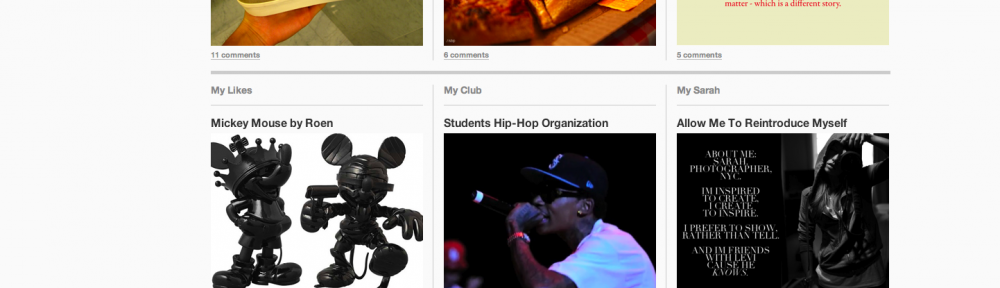 matter - which is a different story.
11 comments
6 comments
5 comments
My Likes
My Club
My Sarah
Mickey Mouse by Roen
Students Hip-Hop Organization
Allow Me To Reintroduce Myself
ABOUT ME:
SARAH
PHOTOGRAPHER,
NYC.
IM INSPIRED
TO CREATE,
I CREATE
TO INSPIRE.
I PREFER TO SHOW,
RATHER THAN TELL.
AND IM FRIENDS
WITH LEVI
CAUSE HE
KNOWS.